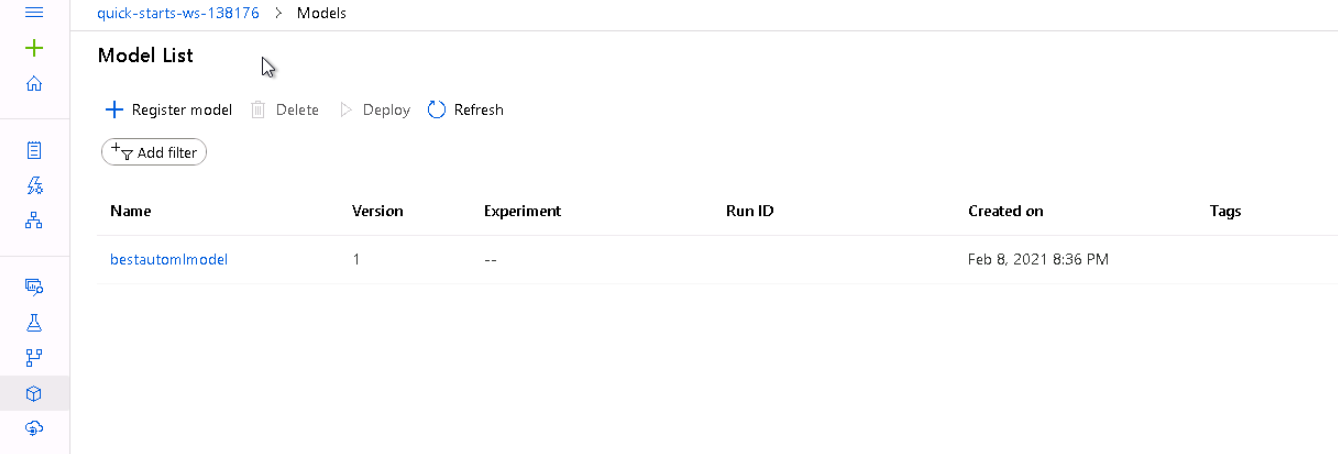 quick-starts-ws-138176 > Models
Model List
Register model Delete Deploy Refresh
Add filter
Name Version Experiment Run ID Created on Tags
bestautomlmodel 1 -- Feb 8, 2021 8:36 PM